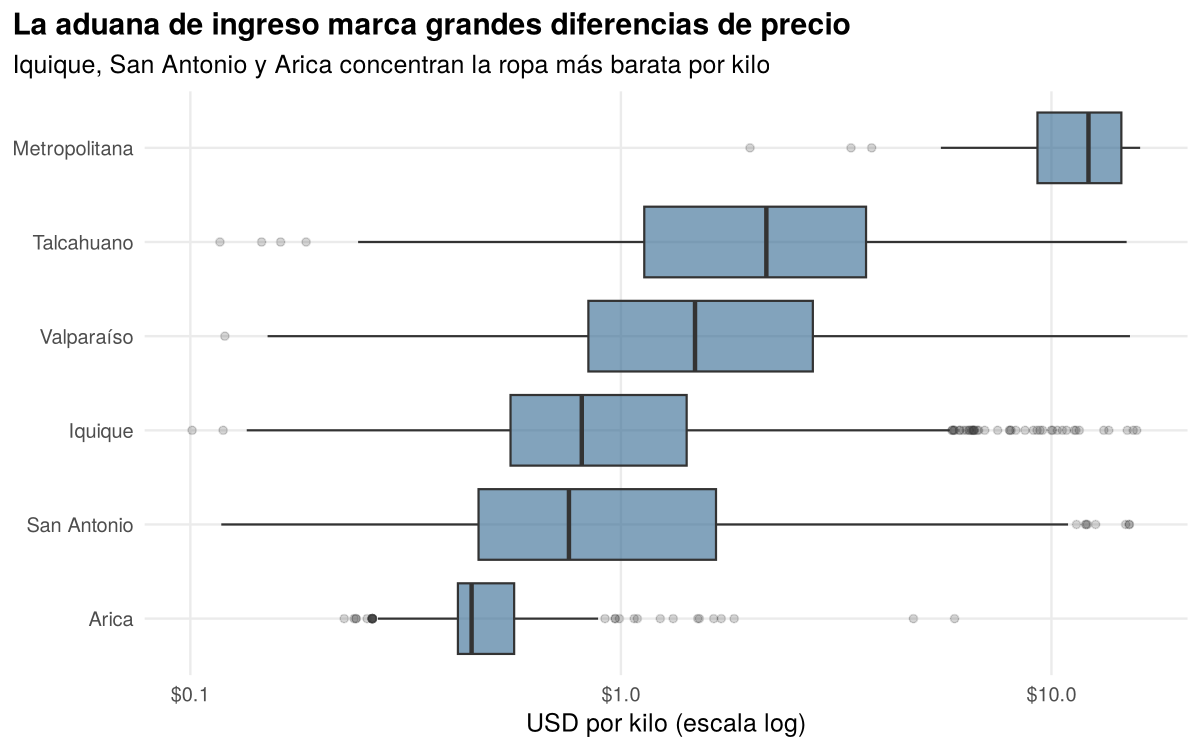 La aduana de ingreso marca grandes diferencias de precio
Iquique, San Antonio y Arica concentran la ropa más barata por kilo
Metropolitana
Talcahuano
Valparaíso
Iquique
San Antonio
Arica
$0.1 $1.0 $10.0
USD por kilo (escala log)